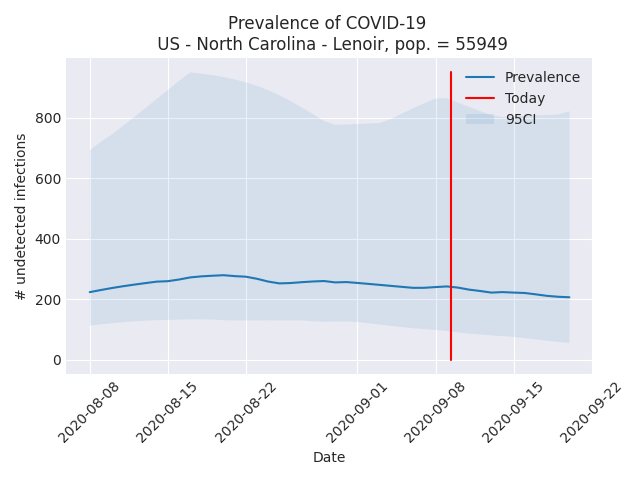 Prevalence of COVID-19
US - North Carolina - Lenoir, pop. = 55949
# undetected infections
800
600
400
200
0
Prevalence
Today
95CI
2020-08-08
2020-08-15
2020-08-22
2020-09-01
2020-09-08
2020-09-15
2020-09-22
Date